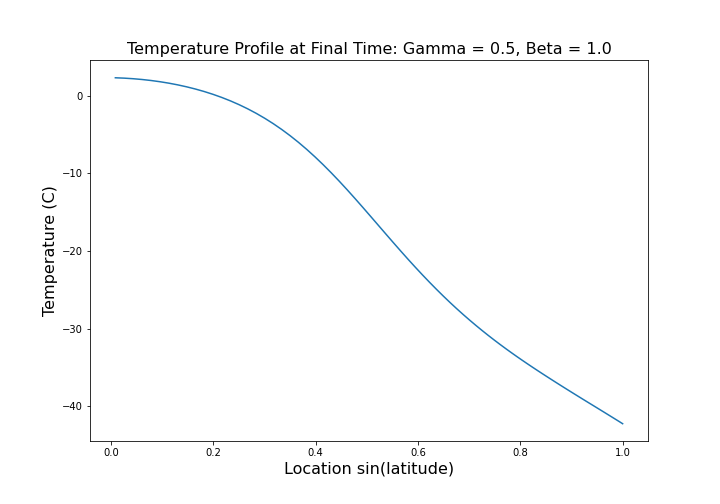 Temperature Profile at Final Time: Gamma = 0.5, Beta = 1.0
Temperature (C)
0
−10
−20
−30
−40
0.0 0.2 0.4 0.6 0.8 1.0
Location sin(latitude)